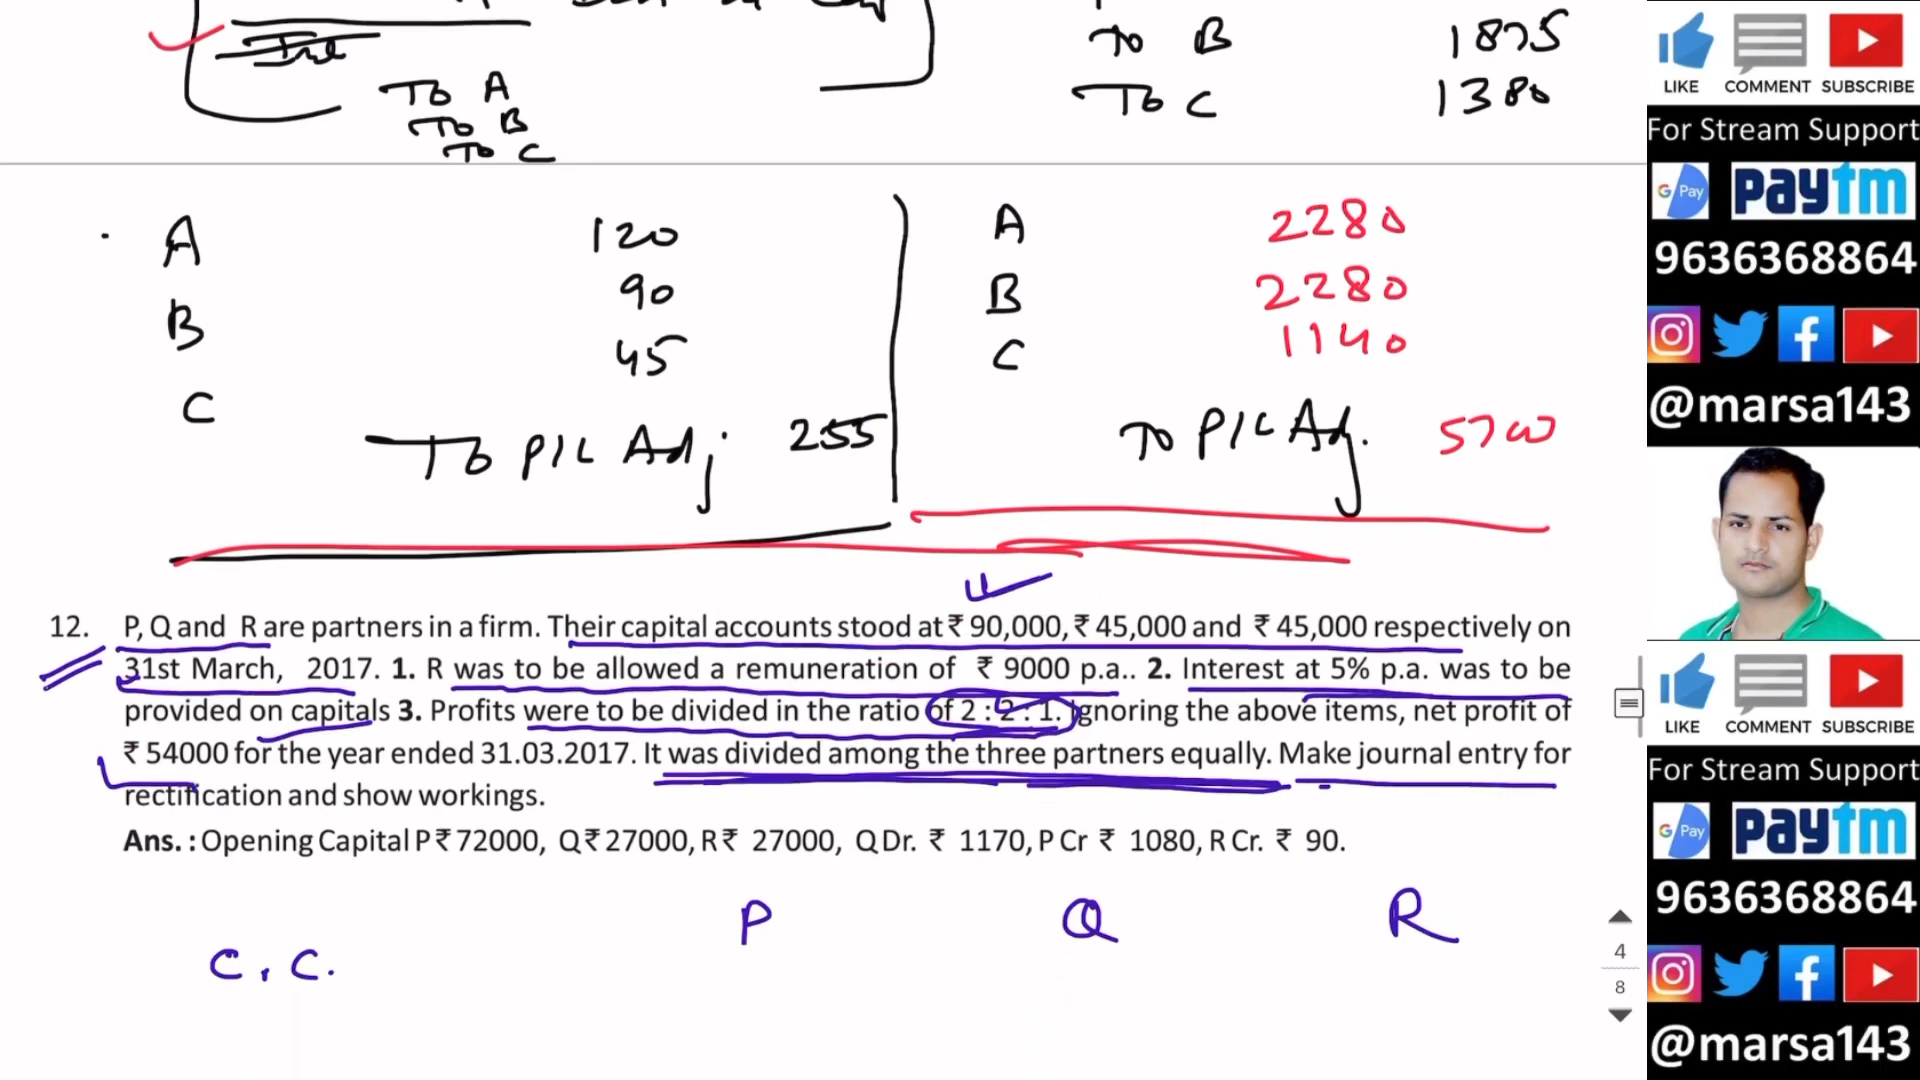 To B 1875
To A
To C 1380
To B
To C
A 120 A 2280
B 90 B 2280
45 C 1140
C
To P/L Adj 255 To P/L Adj. 5700
12. P, Q and R are partners in a firm. Their capital accounts stood at ₹ 90,000, ₹ 45,000 and ₹ 45,000 respectively on
31st March, 2017. 1. R was to be allowed a remuneration of ₹ 9000 p.a.. 2. Interest at 5% p.a. was to be
provided on capitals 3. Profits were to be divided in the ratio of 2 : 2 : 1. Ignoring the above items, net profit of
₹ 54000 for the year ended 31.03.2017. It was divided among the three partners equally. Make journal entry for
rectification and show workings.
Ans. : Opening Capital P ₹ 72000, Q ₹ 27000, R ₹ 27000, Q Dr. ₹ 1170, P Cr ₹ 1080, R Cr. ₹ 90.
P Q R
C. C.
4
8
LIKE COMMENT SUBSCRIBE
For Stream Support
G Pay paytm
9636368864
@marsa143
LIKE COMMENT SUBSCRIBE
For Stream Support
G Pay paytm
9636368864
@marsa143